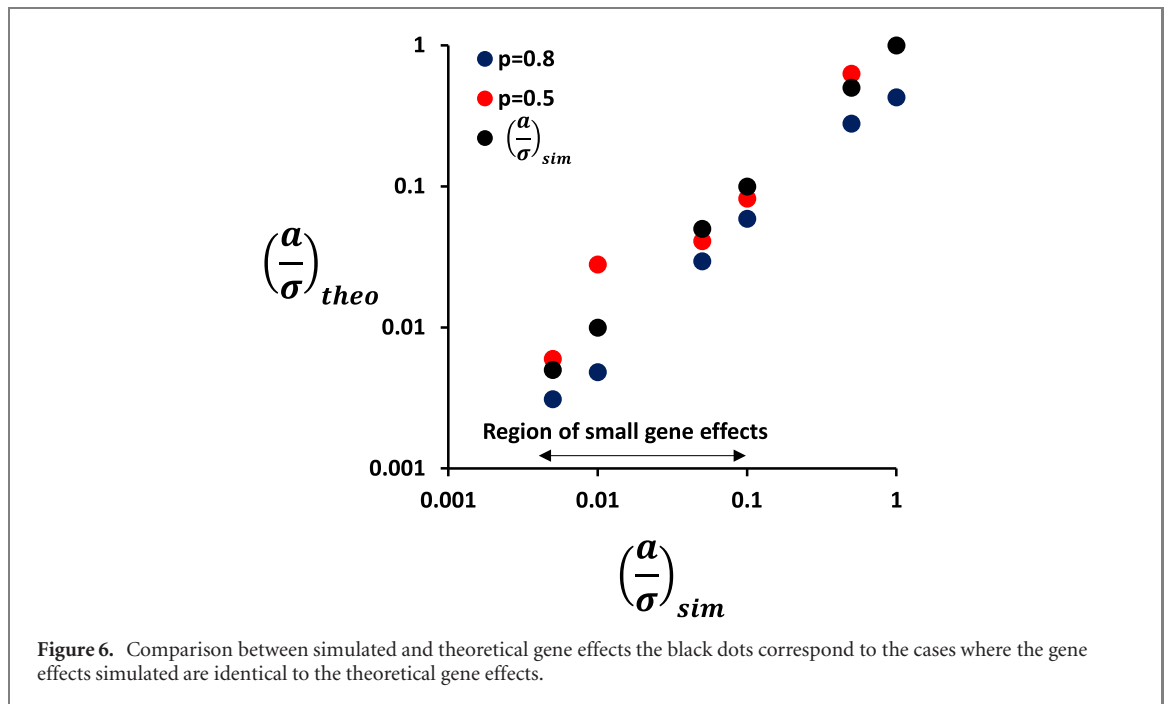 1
p=0.8
p=0.5
(a/σ)sim
0.1
(a/σ)theo
0.01
Region of small gene effects
0.001
0.001 0.01 0.1 1
(a/σ)sim
Figure 6. Comparison between simulated and theoretical gene effects the black dots correspond to the cases where the gene
effects simulated are identical to the theoretical gene effects.